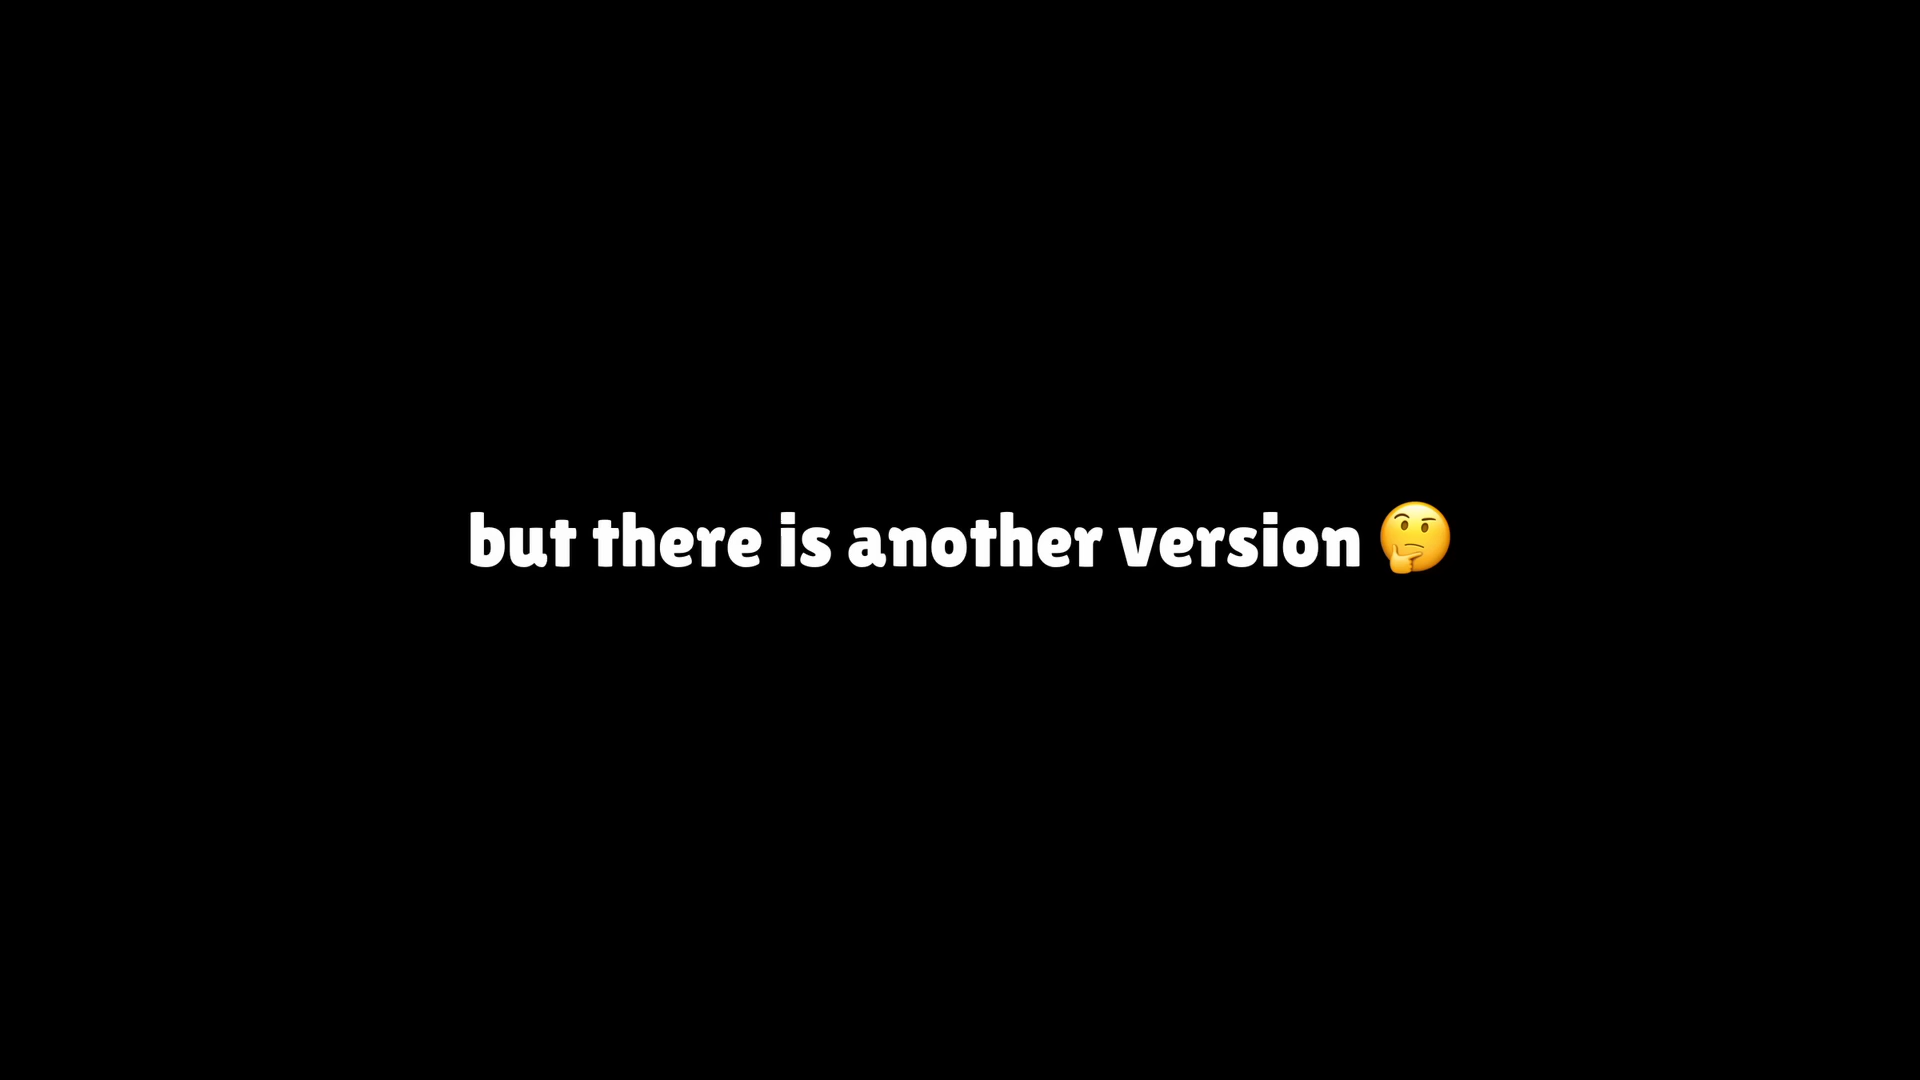 but there is another version 🤔